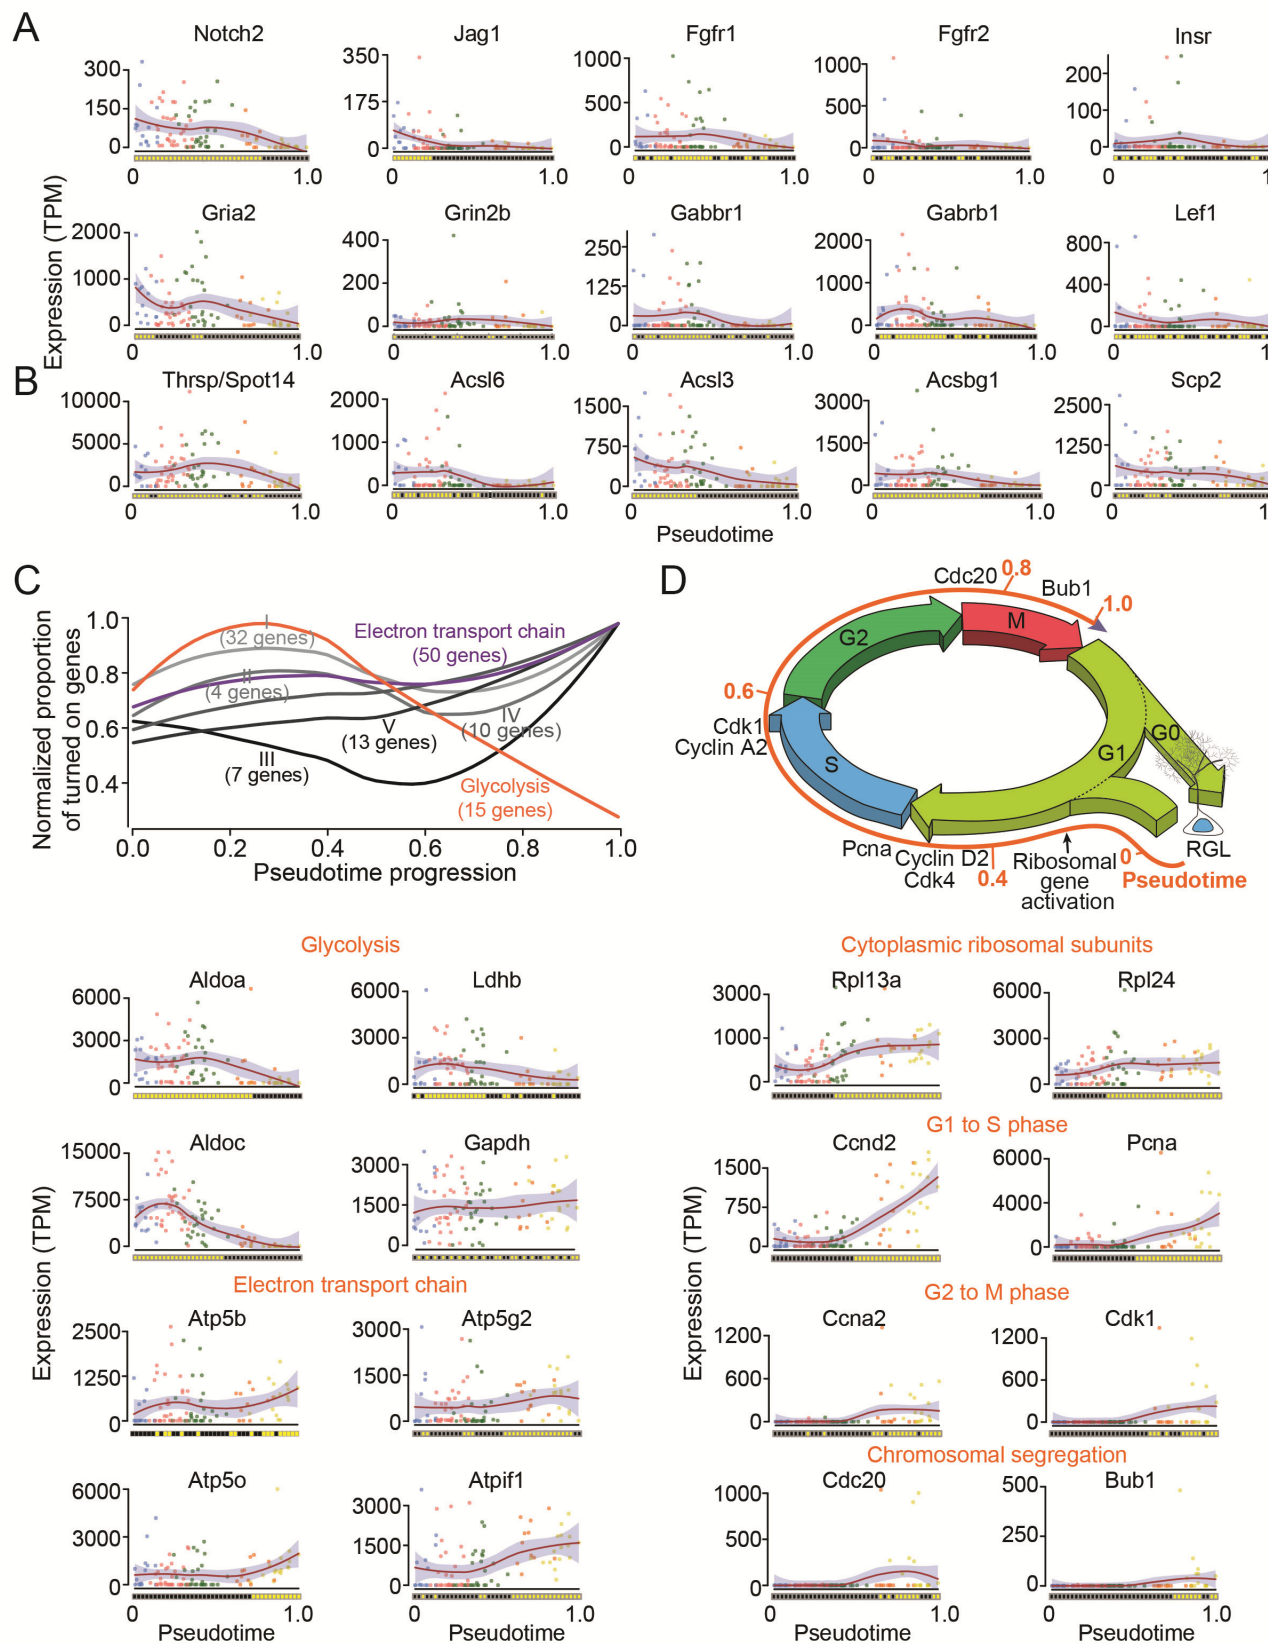 A
Notch2 Jag1 Fgfr1 Fgfr2 Insr
300 150 0
350 175 0
1000 500 0
1000 500 0
200 100 0
0 1.0 0 1.0 0 1.0 0 1.0 0 1.0
Expression (TPM)
Gria2 Grin2b Gabbr1 Gabrb1 Lef1
2000 1000 0
400 200 0
250 125 0
2000 1000 0
800 400 0
0 1.0 0 1.0 0 1.0 0 1.0 0 1
B
Thrsp/Spot14 Acsl6 Acsl3 Acsbg1 Scp2
10000 5000 0
2000 1000 0
1500 750 0
3000 1500 0
2500 1250 0
0 1.0 0 1.0 0 1.0 0 1.0 0 1
Pseudotime
C
Normalized proportion
of turned on genes
1.0
0.8
0.6
0.4
I
(32 genes)
Electron transport chain
(50 genes)
II
(4 genes)
IV
(10 genes)
V
(13 genes)
III
(7 genes)
Glycolysis
(15 genes)
0.0 0.2 0.4 0.6 0.8 1.0
Pseudotime progression
D
Cdc20 0.8
Bub1
1.0
M
G2
0.6
G0
Cdk1
Cyclin A2
G1
S
Pcna
Cyclin D2
Cdk4
0.4
Ribosomal
gene
activation
0
Pseudotime
RGL
Glycolysis
Aldoa Ldhb
6000 3000 0
6000 3000 0
Aldoc Gapdh
15000 7500 0
3000 1500 0
Expression (TPM)
Electron transport chain
Atp5b Atp5g2
2500 1250 0
3000 1500 0
Atp5o Atpif1
6000 3000 0
3000 1500 0
0 1.0 0 1.0
Pseudotime Pseudotime
Cytoplasmic ribosomal subunits
Rpl13a Rpl24
3000 1000 0
6000 3000 0
G1 to S phase
Ccnd2 Pcna
1500 750 0
6000 4000 0
Expression (TPM)
G2 to M phase
Ccna2 Cdk1
1200 600 0
1200 600 0
Chromosomal segregation
Cdc20 Bub1
1000 500 0
500 250 0
0 1.0 0 1.0
Pseudotime Pseudotime